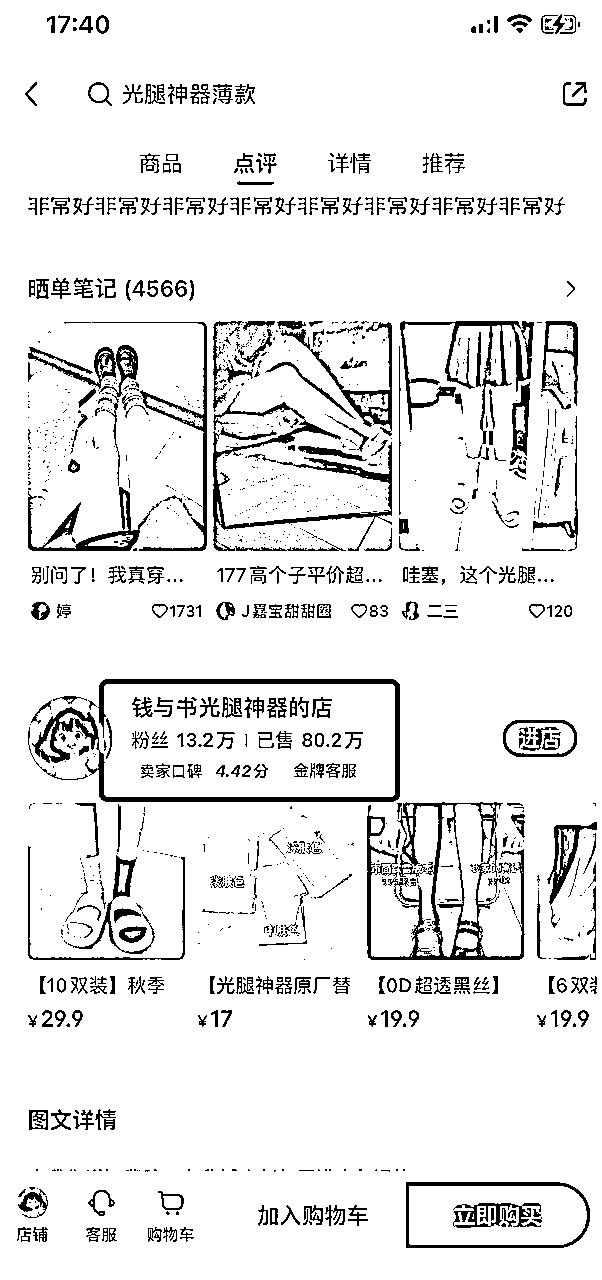 17:40
光腿神器薄款
商品 点评 详情 推荐
非常好非常好非常好非常好非常好非常好非常好非常好
晒单笔记 (4566)
别问了！我真穿...
177高个子平价超...
哇塞，这个光腿...
婷 1731
J嘉宝甜甜圈 83
二三 120
钱与书光腿神器的店
粉丝 13.2万 | 已售 80.2万
进店
卖家口碑 4.42分 金牌客服
浅肤色
【10双装】秋季
【光腿神器原厂替
【0D超透黑丝】
【6双装
¥29.9
¥17
¥19.9
¥19.9
图文详情
店铺
客服
购物车
加入购物车
立即购买